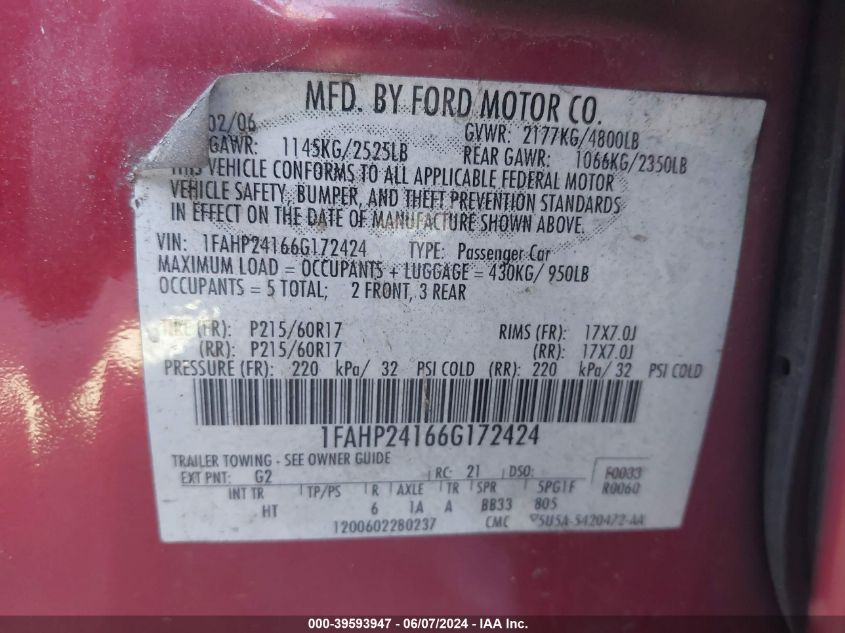 MFD. BY FORD MOTOR CO.
02/06 GVWR: 2177KG/4800LB
GAWR: 1145KG/2525LB REAR GAWR: 1066KG/2350LB
THIS VEHICLE CONFORMS TO ALL APPLICABLE FEDERAL MOTOR
VEHICLE SAFETY, BUMPER, AND THEFT PREVENTION STANDARDS
IN EFFECT ON THE DATE OF MANUFACTURE SHOWN ABOVE.
VIN: 1FAHP24166G172424 TYPE: Passenger Car
MAXIMUM LOAD = OCCUPANTS + LUGGAGE = 430KG/ 950LB
OCCUPANTS = 5 TOTAL; 2 FRONT, 3 REAR
(FR): P215/60R17 RIMS (FR): 17X7.0J
(RR): P215/60R17 (RR): 17X7.0J
PRESSURE (FR): 220 kPa/ 32 PSI COLD (RR): 220 kPa/ 32 PSI COLD
1FAHP24166G172424
TRAILER TOWING - SEE OWNER GUIDE
EXT PNT: G2 RC: 21 DSO: F0033
INT TR TP/PS R AXLE TR SPR SPGIF R0060
HT 6 1A A BB33 805
1200602280237 CMC 5U5A-5420472-AA
000-39593947 - 06/07/2024 - IAA Inc.